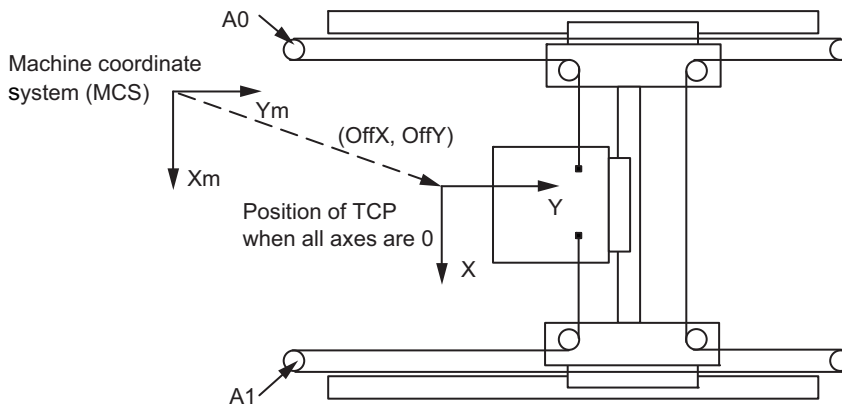 A0
Machine coordinate
system (MCS)
Ym
(OffX, OffY)
Xm
Position of TCP
when all axes are 0
Y
X
A1